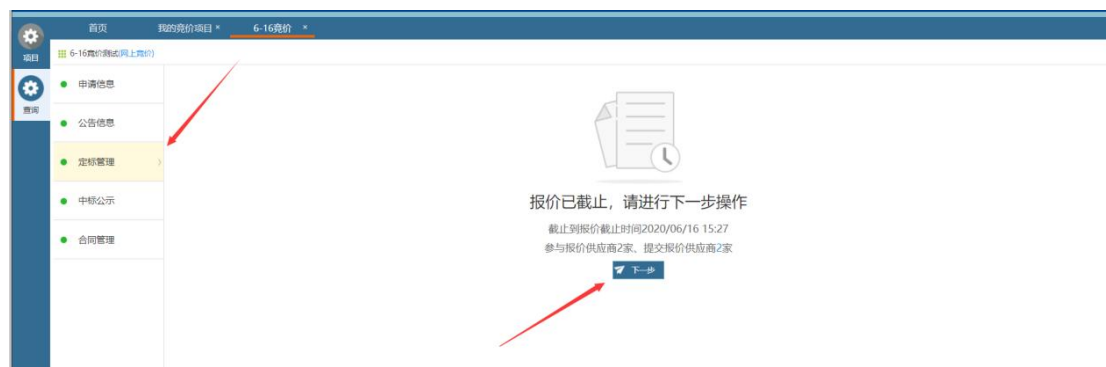 首页 我的竞价项目 × 6-16竞价 ×
项目
6-16竞价测试(网上竞价)
查询
申请信息
公告信息
定标管理
中标公示
合同管理
报价已截止，请进行下一步操作
截止到报价截止时间2020/06/16 15:27
参与报价供应商2家、提交报价供应商2家
下一步